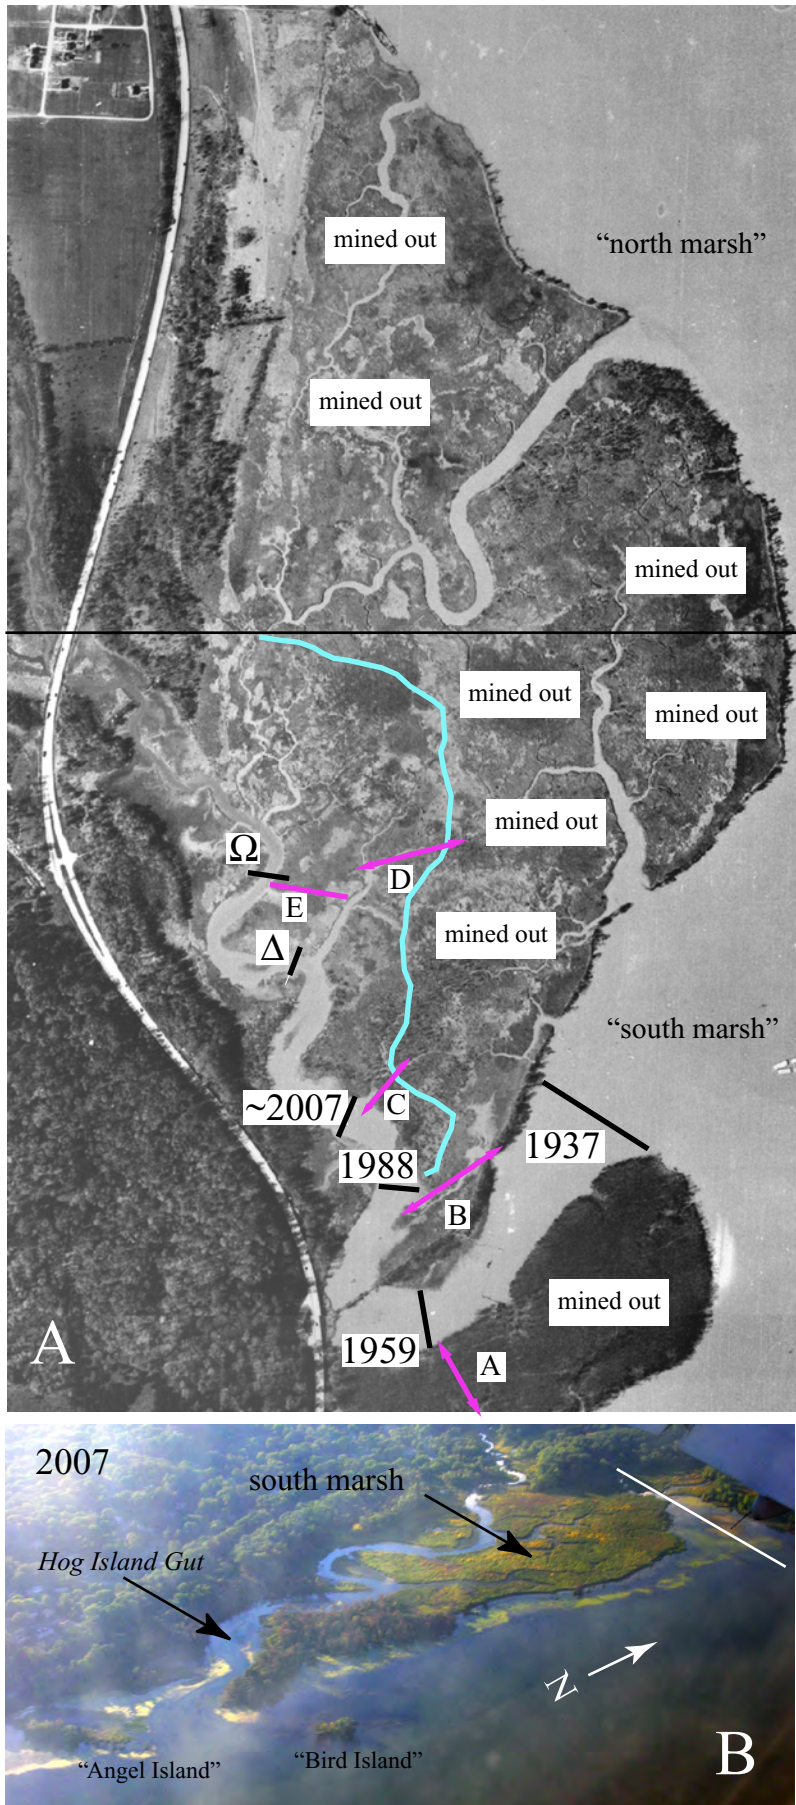 mined out
“north marsh”
mined out
mined out
mined out
mined out
mined out
Ω
D
E
mined out
Δ
“south marsh”
~2007
C
1937
1988
B
mined out
A
1959
A
2007
south marsh
Hog Island Gut
N
“Angel Island”
“Bird Island”
B